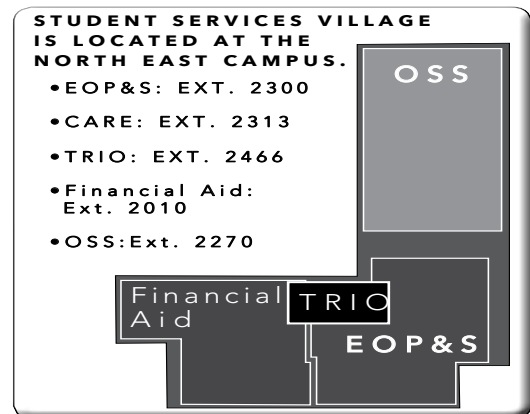 STUDENT SERVICES VILLAGE
IS LOCATED AT THE
NORTH EAST CAMPUS.
•EOP&S: EXT. 2300
•CARE: EXT. 2313
•TRIO: EXT. 2466
•Financial Aid:
Ext. 2010
•OSS:Ext. 2270
OSS
Financial
Aid
TRIO
EOP&S